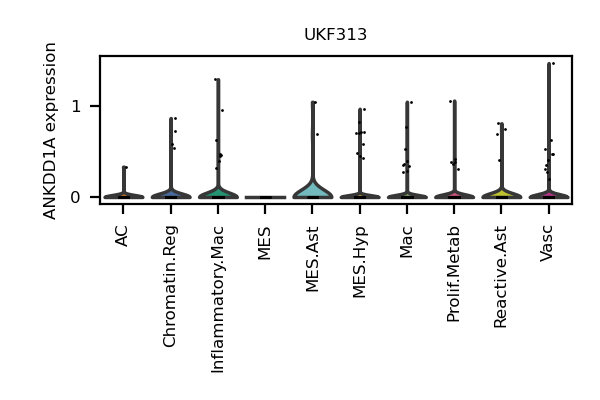 UKF313
ANKDD1A expression
1
0
AC
Chromatin.Reg
Inflammatory.Mac
MES
MES.Ast
MES.Hyp
Mac
Prolif.Metab
Reactive.Ast
Vasc